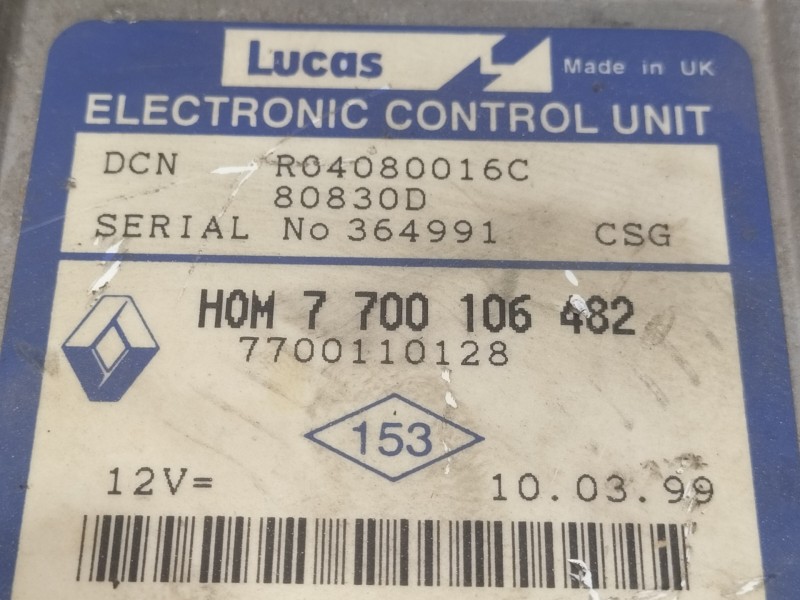 Lucas Made in UK
ELECTRONIC CONTROL UNIT
DCN R04080016C
80830D
SERIAL No 364991 CSG
HOM 7 700 106 482
7700110128
153
12V= 10.03.99